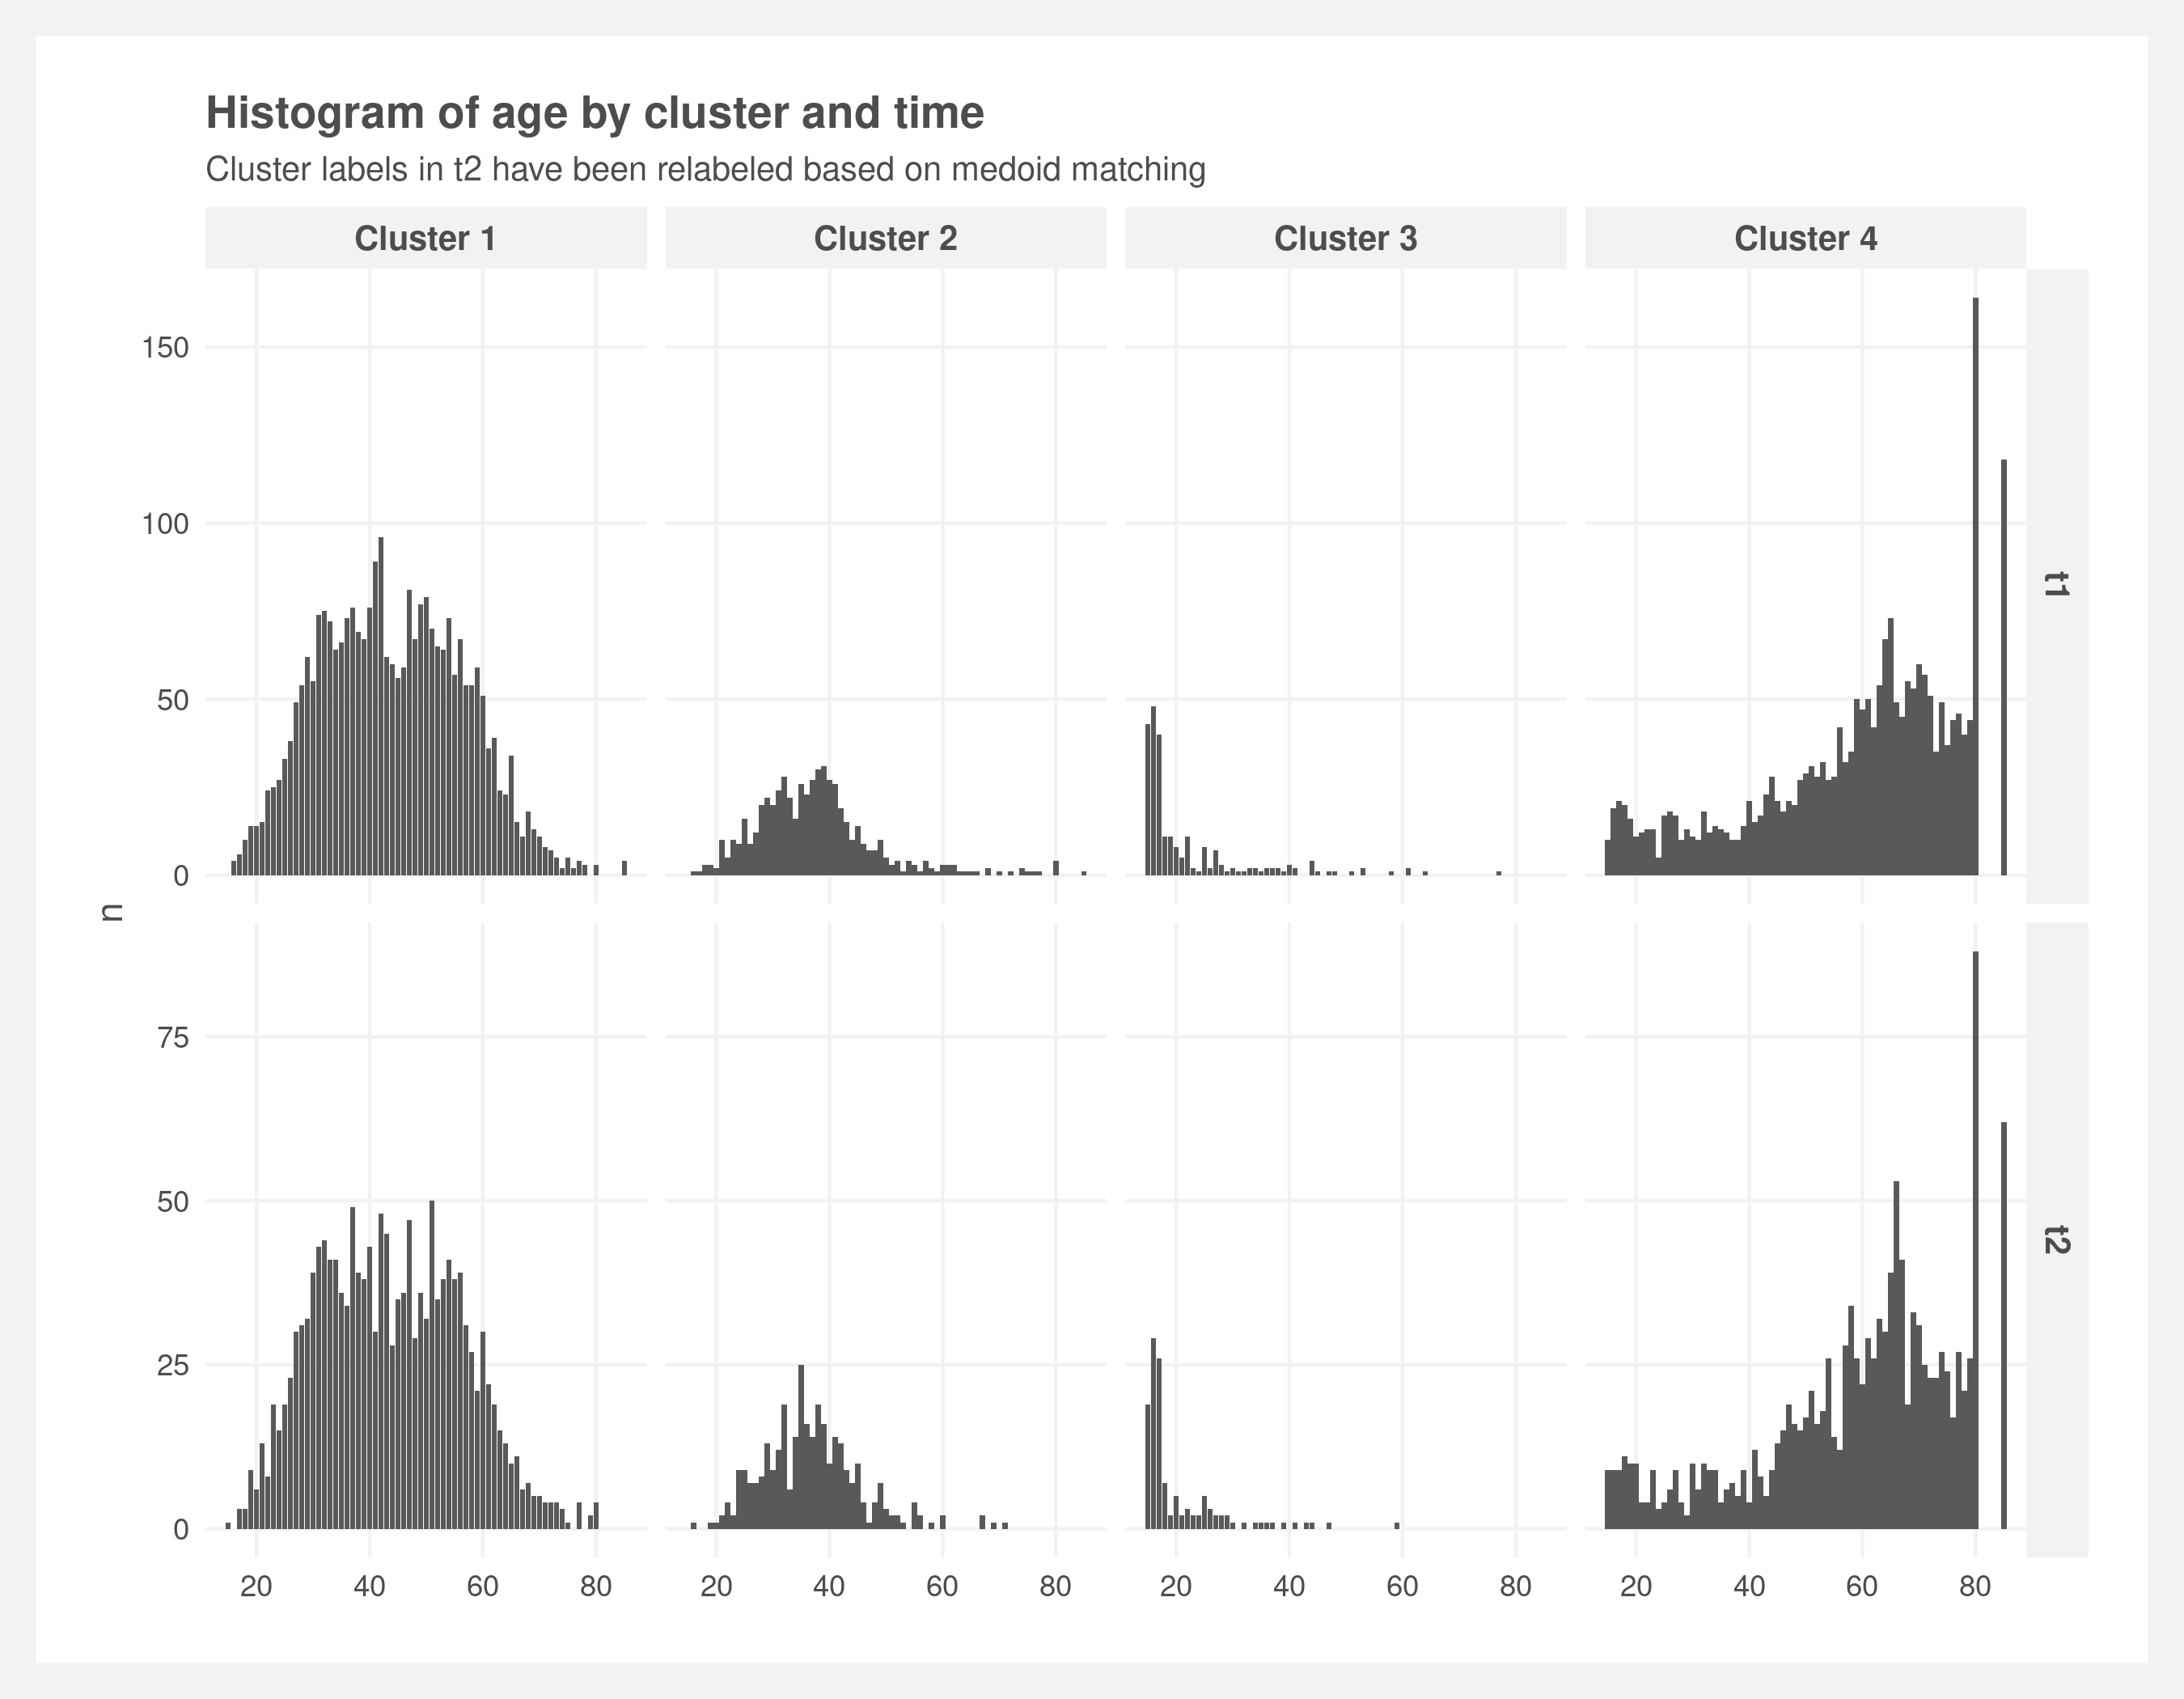 Histogram of age by cluster and time
Cluster labels in t2 have been relabeled based on medoid matching
Cluster 1 Cluster 2 Cluster 3 Cluster 4
150
100
50
0
t1
n
75
50
25
0
t2
20 40 60 80 20 40 60 80 20 40 60 80 20 40 60 80